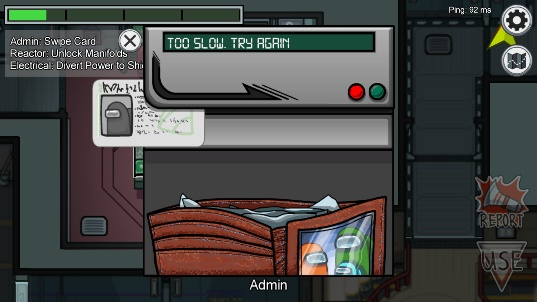 Ping: 92 ms
TOO SLOW. TRY AGAIN
Admin: Swipe Card
Reactor: Unlock Manifolds
Electrical: Divert Power to Shi
REPORT
USE
Admin